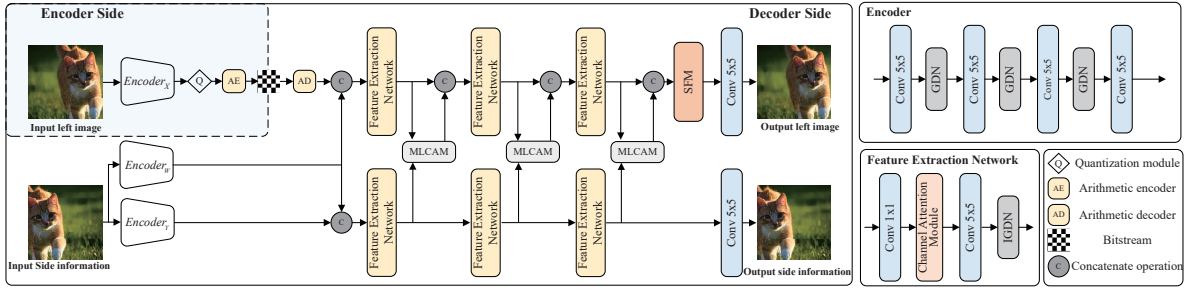 Encoder Side
Decoder Side
Input left image
Encoder_X
Q
AE
AD
C
Feature Extraction
Network
C
Feature Extraction
Network
C
Feature Extraction
Network
C
SFM
Conv 5x5
Output left image
MLCAM
MLCAM
MLCAM
Encoder_W
Encoder_Y
Input Side information
C
Feature Extraction
Network
Feature Extraction
Network
Feature Extraction
Network
Conv 5x5
Output side information
Encoder
Conv 5x5
GDN
Conv 5x5
GDN
Conv 5x5
GDN
Conv 5x5
Feature Extraction Network
Conv 1x1
Channel Attention
Module
Conv 5x5
IGDN
Q
Quantization module
AE
Arithmetic encoder
AD
Arithmetic decoder
Bitstream
C
Concatenate operation